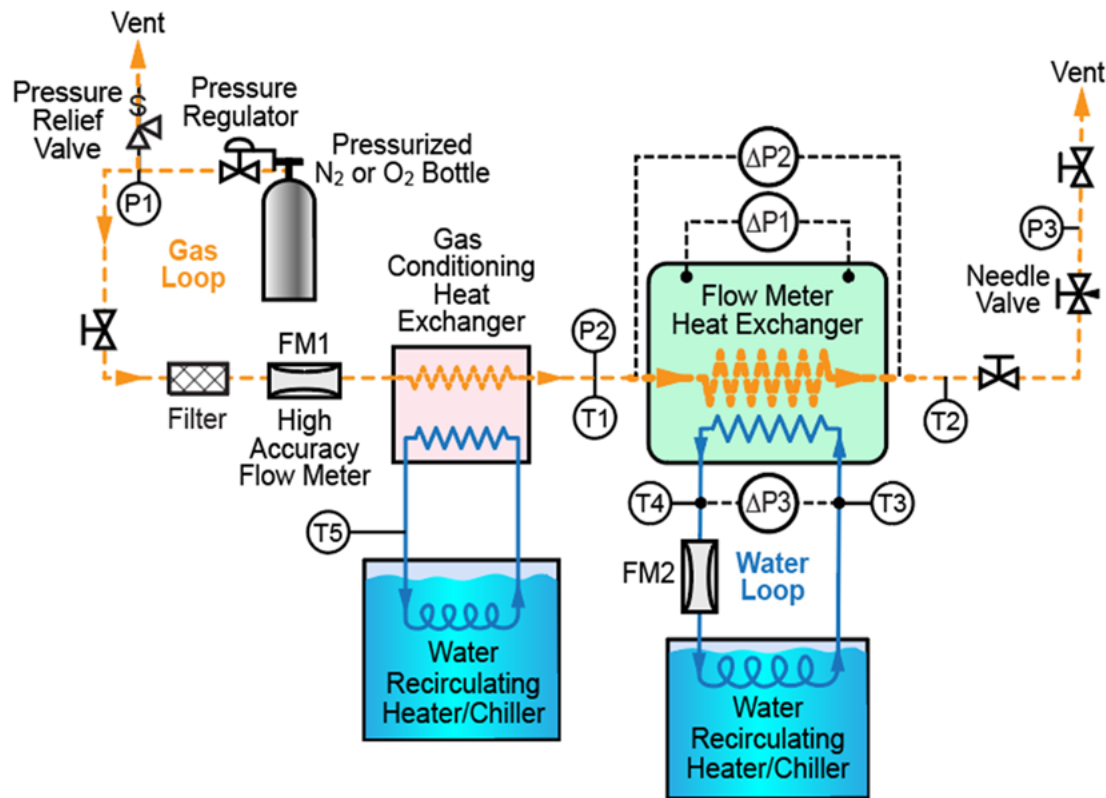 Vent
Pressure
Relief
Valve
S
Pressure
Regulator
Pressurized
N₂ or O₂ Bottle
P1
Gas
Loop
Filter
FM1
High
Accuracy
Flow Meter
Gas
Conditioning
Heat
Exchanger
T5
Water
Recirculating
Heater/Chiller
P2
T1
ΔP2
ΔP1
Flow Meter
Heat Exchanger
T4
ΔP3
T3
FM2
Water
Loop
Water
Recirculating
Heater/Chiller
T2
Vent
P3
Needle
Valve